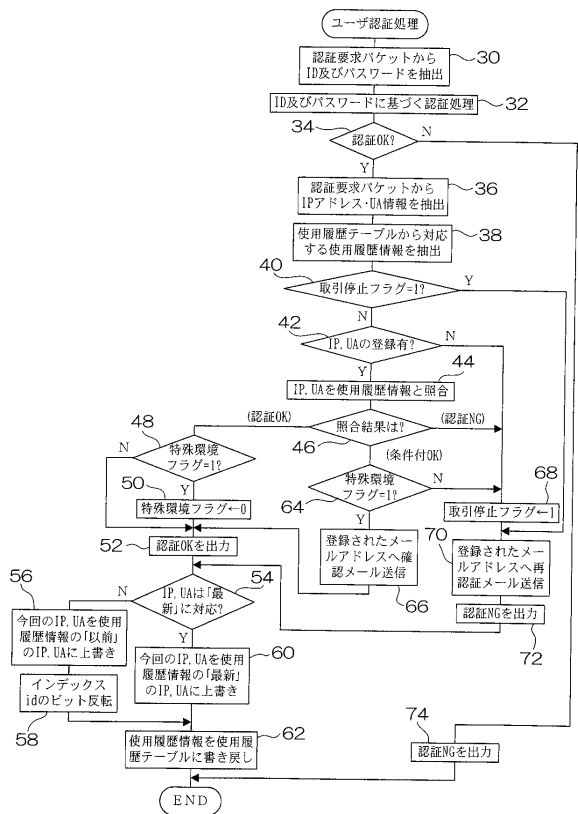 ユーザ認証処理
認証要求パケットから
ID及びパスワードを抽出
30
ID及びパスワードに基づく認証処理
32
34
認証OK?
N
Y
認証要求パケットから
IPアドレス・UA情報を抽出
36
使用履歴テーブルから対応
する使用履歴情報を抽出
38
40
取引停止フラグ=1?
Y
N
42
IP,UAの登録有?
N
Y
44
IP,UAを使用履歴情報と照合
(認証OK)
照合結果は?
(認証NG)
46
(条件付OK)
48
N
特殊環境
フラグ=1?
Y
50
特殊環境フラグ←0
特殊環境
フラグ=1?
N
64
Y
68
取引停止フラグ←1
52
認証OKを出力
登録されたメー
ルアドレスへ確
認メール送信
66
70
登録されたメー
ルアドレスへ再
認証メール送信
認証NGを出力
72
54
IP,UAは「最
新」に対応?
N
Y
56
今回のIP,UAを使用
履歴情報の「以前」
のIP,UAに上書き
60
今回のIP,UAを使用
履歴情報の「最新」
のIP,UAに上書き
インデックス
idのビット反転
58
使用履歴情報を使用履
歴テーブルに書き戻し
62
74
認証NGを出力
END